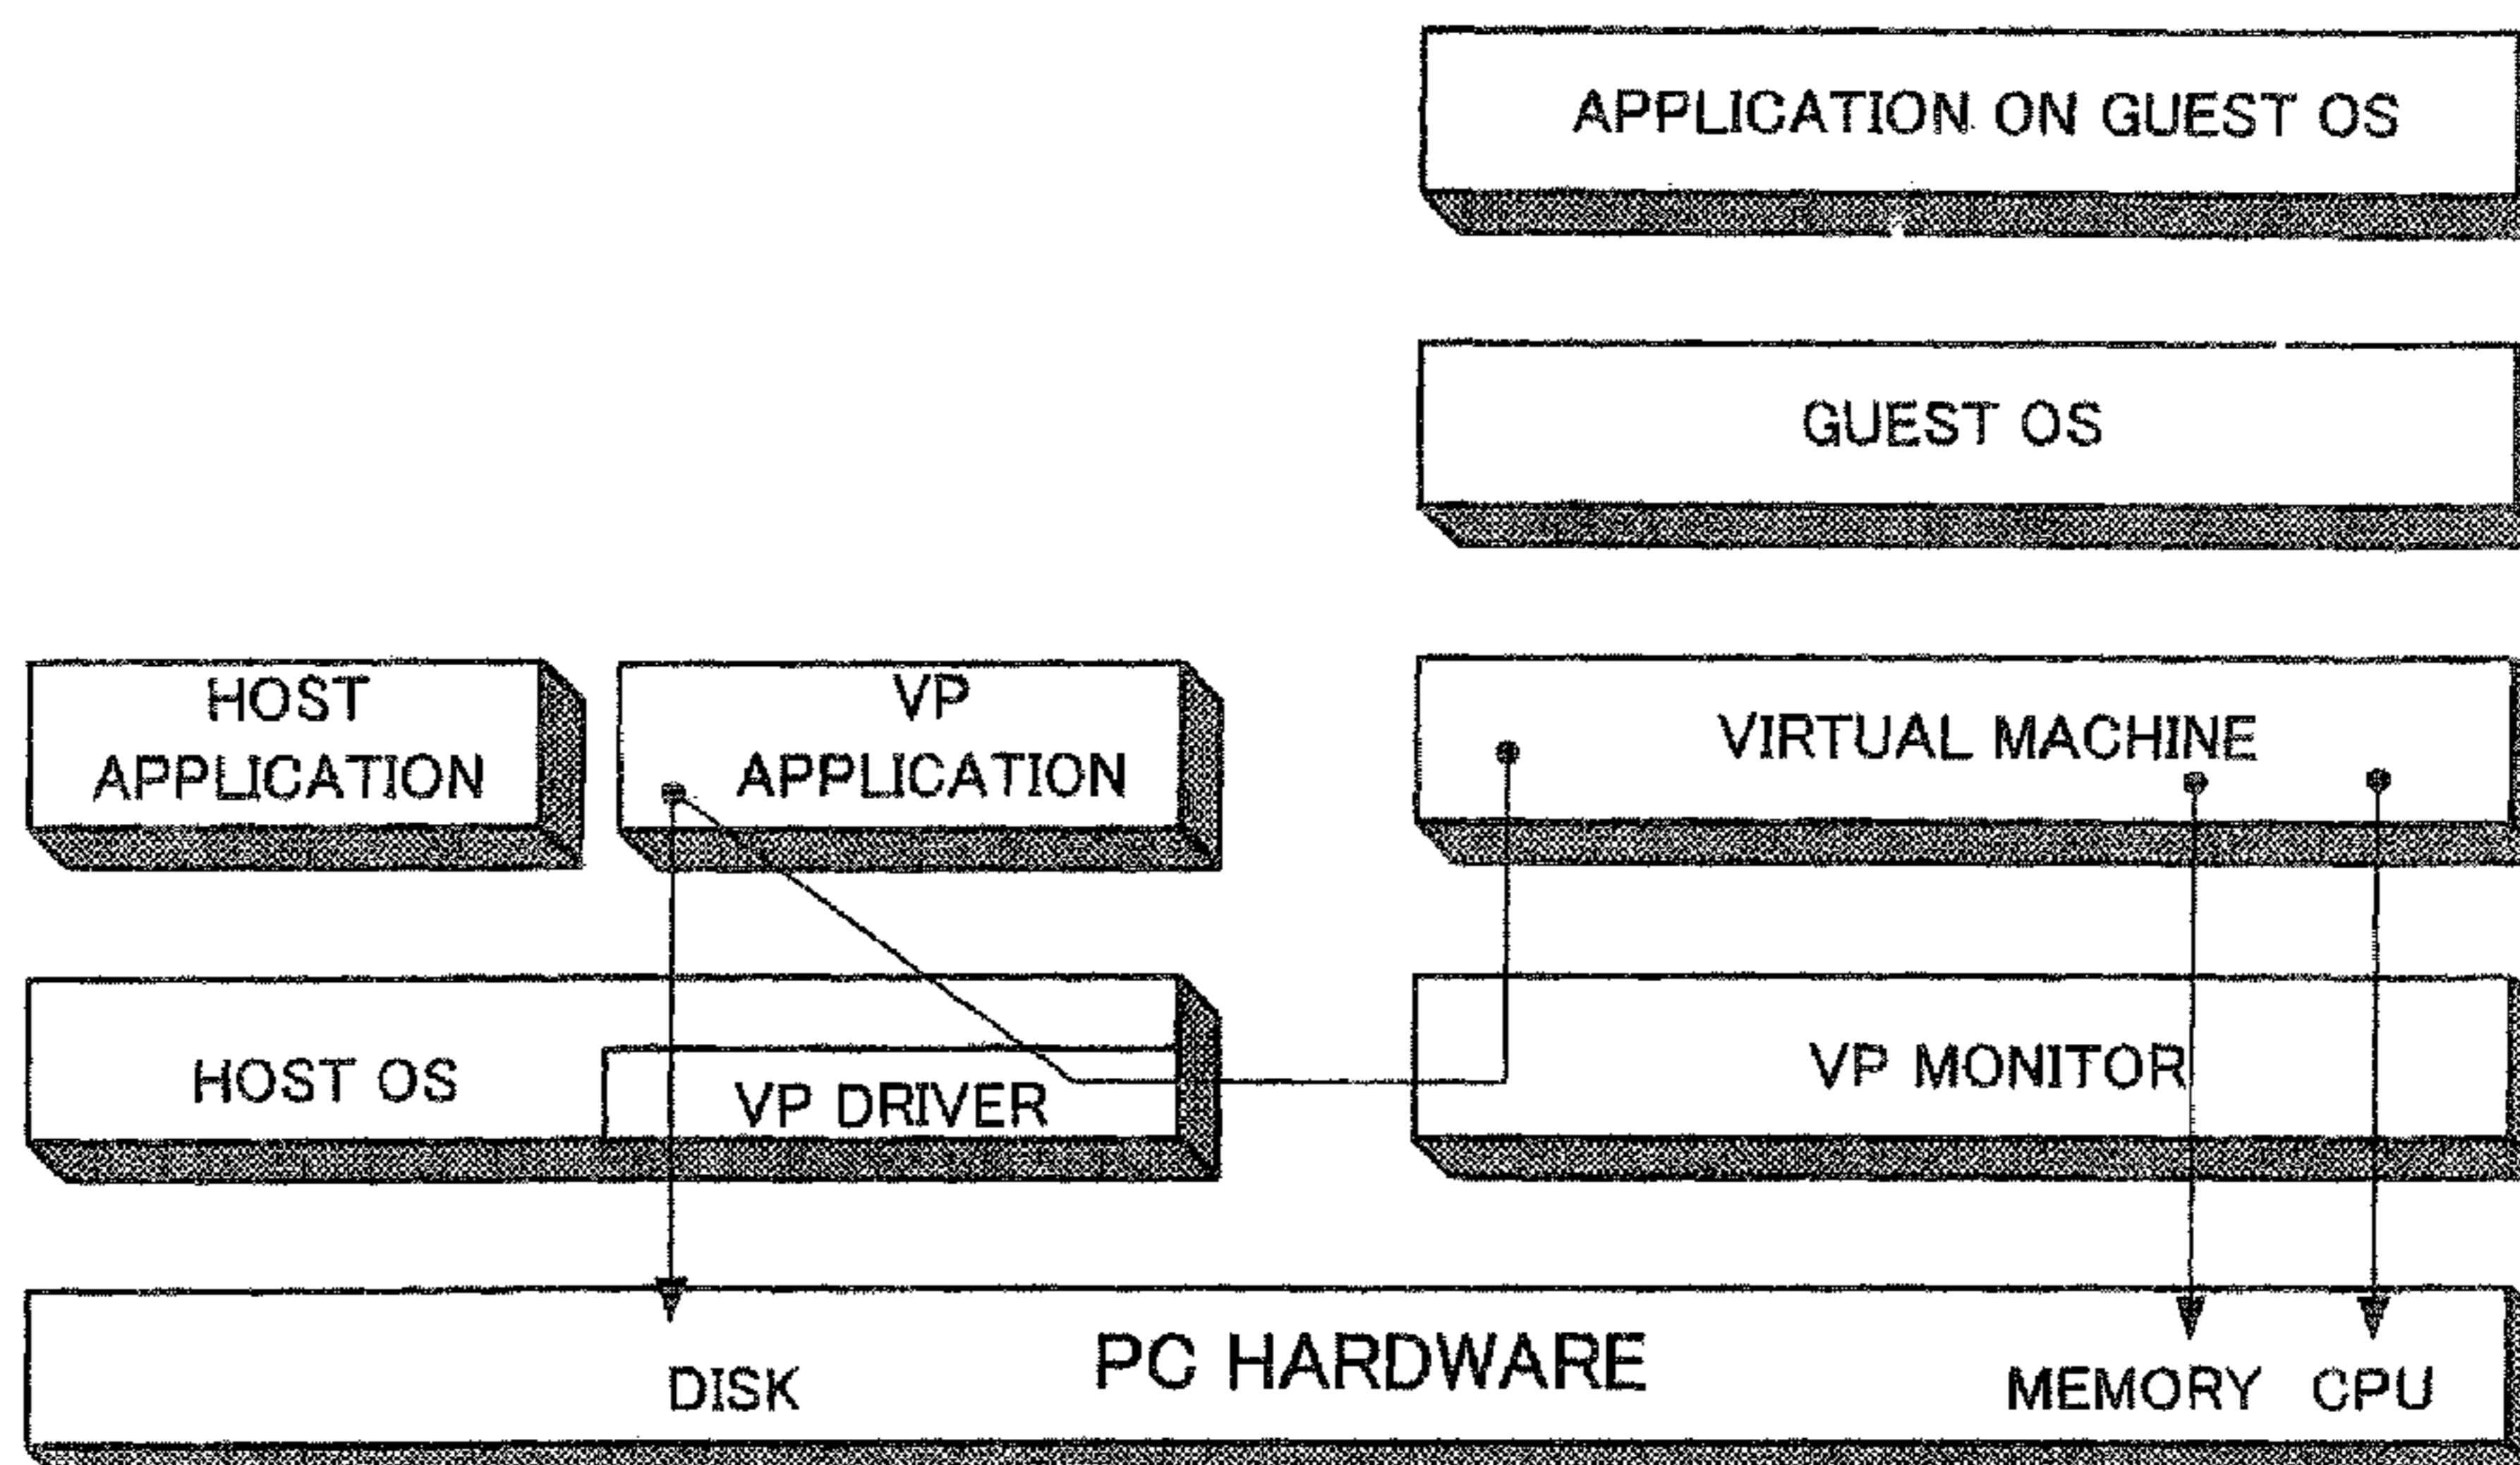 APPLICATION ON GUEST OS
GUEST OS
HOST
APPLICATION
VP
APPLICATION
VIRTUAL MACHINE
HOST OS
VP DRIVER
VP MONITOR
PC HARDWARE
DISK
MEMORY
CPU